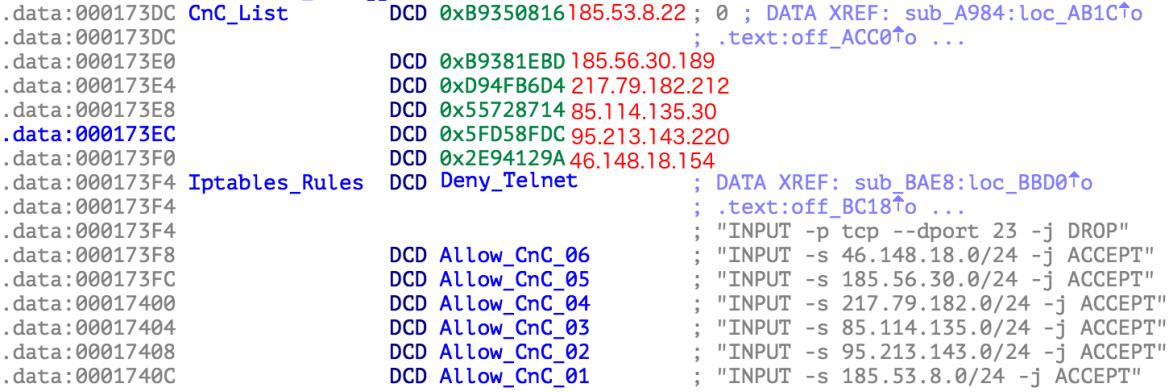 .data:000173DC CnC_List DCD 0xB9350816 185.53.8.22 ; 0 ; DATA XREF: sub_A984:loc_AB1C↑o
.data:000173DC ; .text:off_ACC0↑o ...
.data:000173E0 DCD 0xB9381EBD 185.56.30.189
.data:000173E4 DCD 0xD94FB6D4 217.79.182.212
.data:000173E8 DCD 0x55728714 85.114.135.30
.data:000173EC DCD 0x5FD58FDC 95.213.143.220
.data:000173F0 DCD 0x2E94129A 46.148.18.154
.data:000173F4 Iptables_Rules DCD Deny_Telnet ; DATA XREF: sub_BAE8:loc_BBD0↑o
.data:000173F4 ; .text:off_BC18↑o ...
.data:000173F4 ; "INPUT -p tcp --dport 23 -j DROP"
.data:000173F8 DCD Allow_CnC_06 ; "INPUT -s 46.148.18.0/24 -j ACCEPT"
.data:000173FC DCD Allow_CnC_05 ; "INPUT -s 185.56.30.0/24 -j ACCEPT"
.data:00017400 DCD Allow_CnC_04 ; "INPUT -s 217.79.182.0/24 -j ACCEPT"
.data:00017404 DCD Allow_CnC_03 ; "INPUT -s 85.114.135.0/24 -j ACCEPT"
.data:00017408 DCD Allow_CnC_02 ; "INPUT -s 95.213.143.0/24 -j ACCEPT"
.data:0001740C DCD Allow_CnC_01 ; "INPUT -s 185.53.8.0/24 -j ACCEPT"